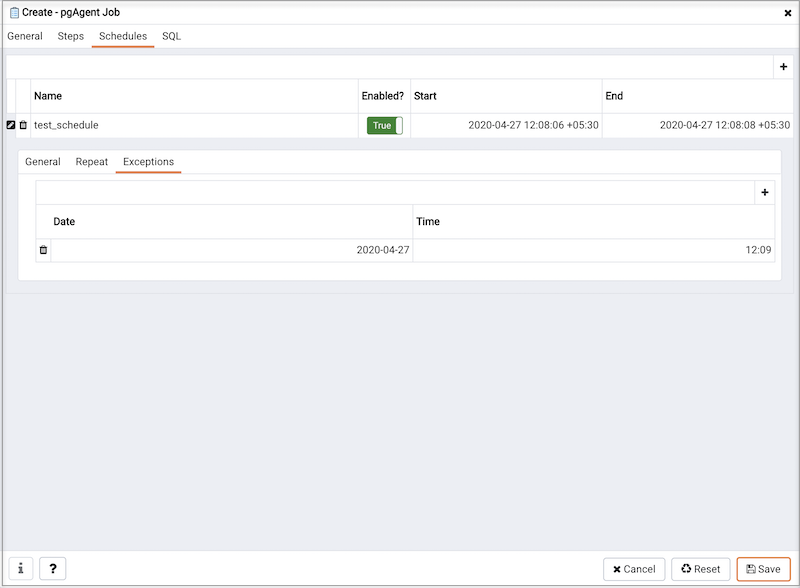 Create - pgAgent Job
General Steps Schedules SQL
Name Enabled? Start End
test_schedule True 2020-04-27 12:08:06 +05:30 2020-04-27 12:08:08 +05:30
General Repeat Exceptions
Date Time
2020-04-27 12:09
i ? Cancel Reset Save